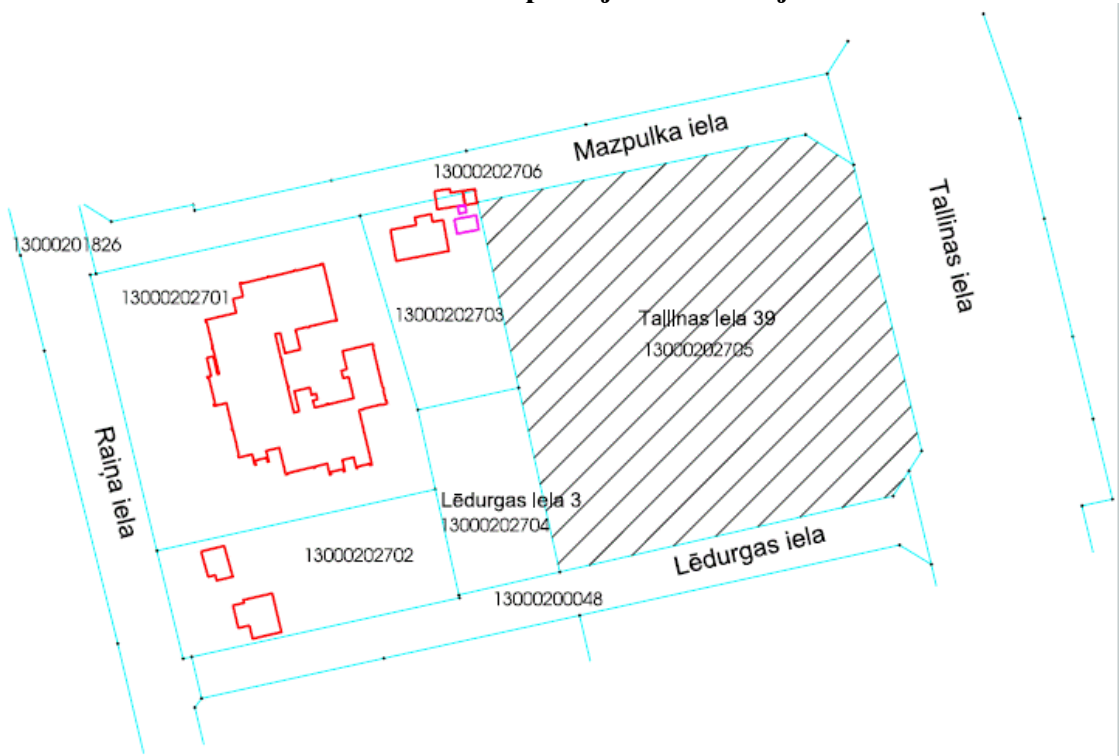 Mazpulka iela
13000202706
Tallinas iela
13000201826
13000202701
13000202703
Tallinas Iela 39
13000202705
Raiņa iela
Lēdurgas Iela 3
13000202704
13000202702
Lēdurgas iela
13000200048